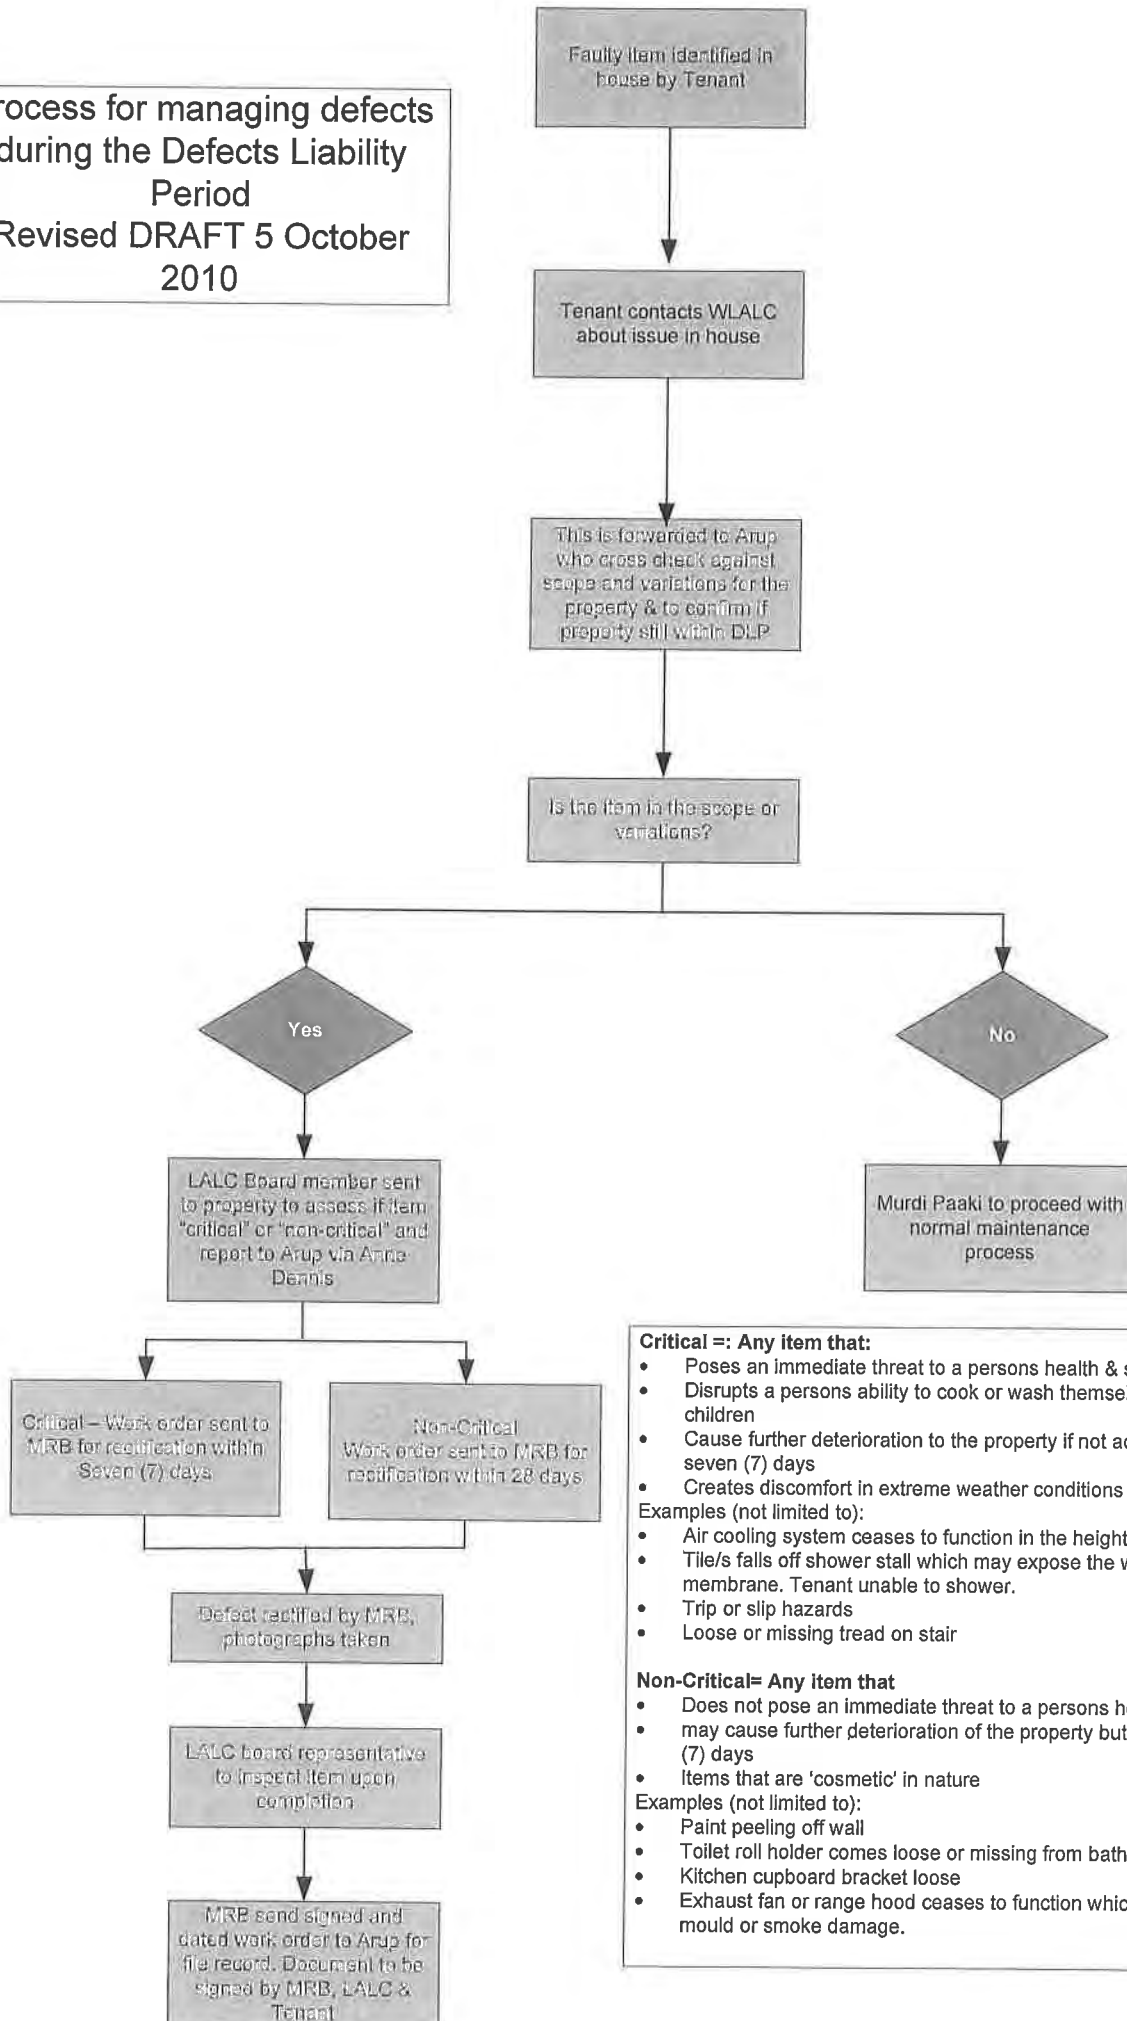 rocess for managing defects
during the Defects Liability
Period
Revised DRAFT 5 October
2010
Faulty item identified in
house by Tenant
Tenant contacts WLALC
about issue in house
This is forwarded to Arup
who cross check against
scope and variations for the
property & to confirm if
property still within DLP
Is the item in the scope or
variations?
Yes
No
LALC Board member sent
to property to assess if item
"critical" or "non-critical" and
report to Arup via Anne
Dennis
Murdi Paaki to proceed with
normal maintenance
process
Critical – Work order sent to
MRB for rectification within
Seven (7) days
Non-Critical
Work order sent to MRB for
rectification within 28 days
Defect rectified by MRB,
photographs taken
LALC board representative
to inspect item upon
completion
MRB send signed and
dated work order to Arup for
file record. Document to be
signed by MRB, LALC &
Tenant
Critical =: Any item that:
• Poses an immediate threat to a persons health & s
• Disrupts a persons ability to cook or wash themse
children
• Cause further deterioration to the property if not ac
seven (7) days
• Creates discomfort in extreme weather conditions
Examples (not limited to):
• Air cooling system ceases to function in the height
• Tile/s falls off shower stall which may expose the w
membrane. Tenant unable to shower.
• Trip or slip hazards
• Loose or missing tread on stair
Non-Critical= Any item that
• Does not pose an immediate threat to a persons he
• may cause further deterioration of the property but
(7) days
• Items that are 'cosmetic' in nature
Examples (not limited to):
• Paint peeling off wall
• Toilet roll holder comes loose or missing from bath
• Kitchen cupboard bracket loose
• Exhaust fan or range hood ceases to function whic
mould or smoke damage.